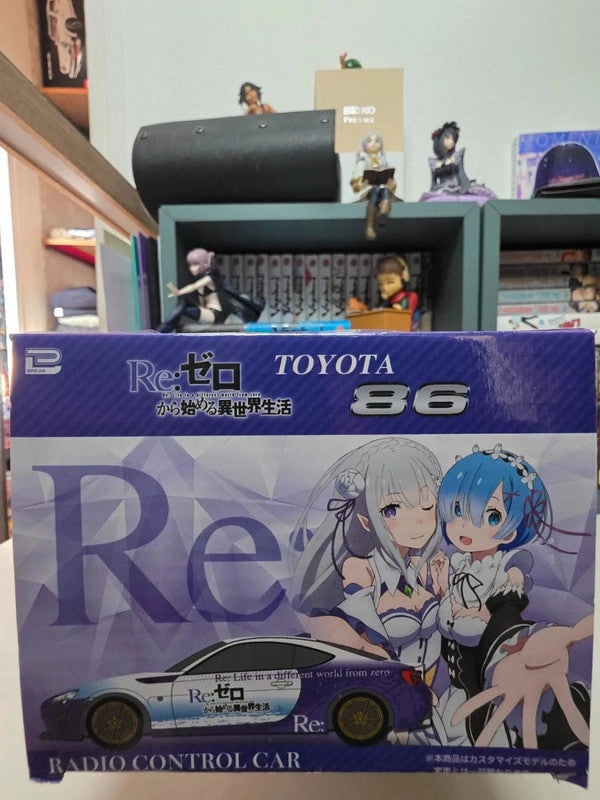 SEIKO
PRESAGE
MOMENT
BREAK
Re:ゼロ
Re: Life in a different world from zero
から始める異世界生活
TOYOTA
86
Re:
Re: Life in a different world from zero
Re:ゼロ
から始める異世界生活
Re:
RADIO CONTROL CAR
※本商品はカスタマイズモデルのため